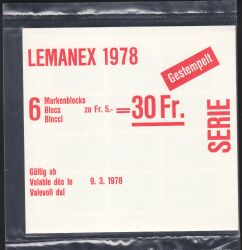 LEMANEX 1978
Gestempelt
6 Markenblocks
Blocs
Blocci
zu Fr. 5.- = 30 Fr.
SERIE
Gültig ab
Valable dès le 9. 3. 1978
Valevoli dal